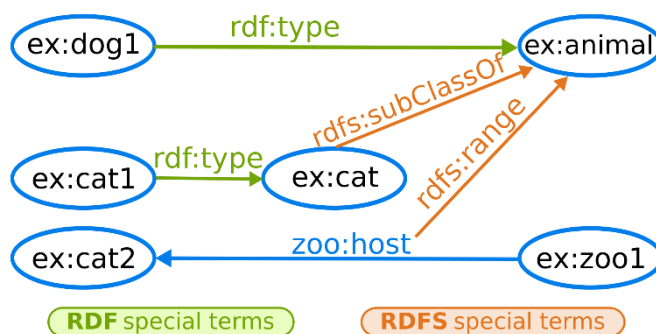 ex:dog1
rdf:type
ex:animal
rdfs:subClassOf
rdfs:range
ex:cat1
rdf:type
ex:cat
ex:cat2
zoo:host
ex:zoo1
RDF special terms
RDFS special terms